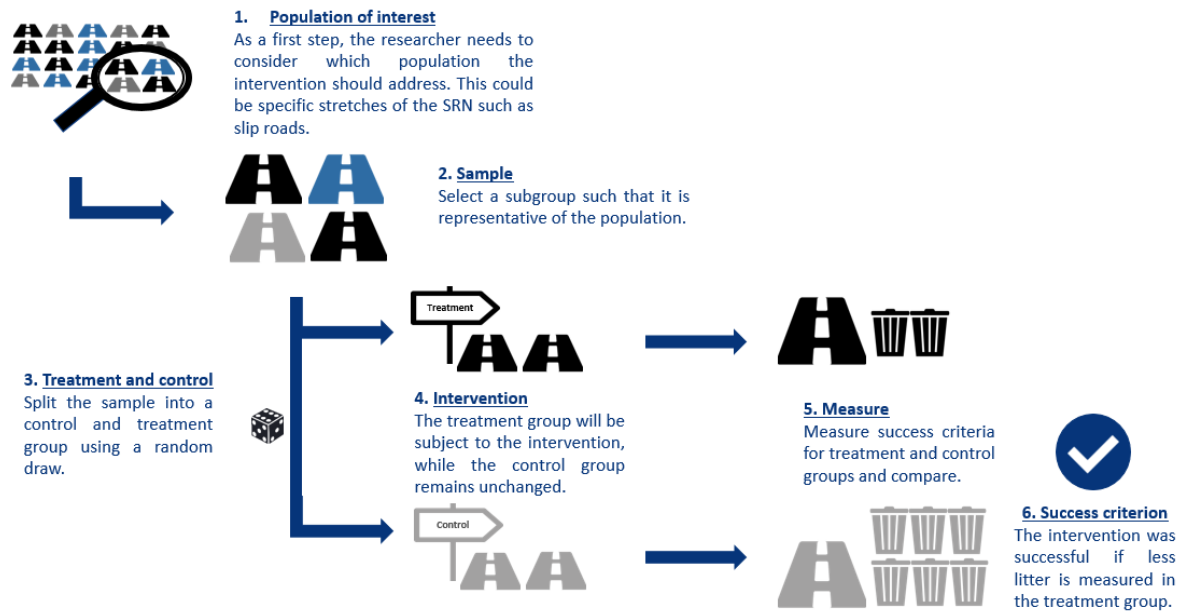 1. Population of interest
As a first step, the researcher needs to
consider which population the
intervention should address. This could
be specific stretches of the SRN such as
slip roads.
2. Sample
Select a subgroup such that it is
representative of the population.
Treatment
3. Treatment and control
Split the sample into a
control and treatment
group using a random
draw.
4. Intervention
The treatment group will be
subject to the intervention,
while the control group
remains unchanged.
Control
5. Measure
Measure success criteria
for treatment and control
groups and compare.
6. Success criterion
The intervention was
successful if less
litter is measured in
the treatment group.